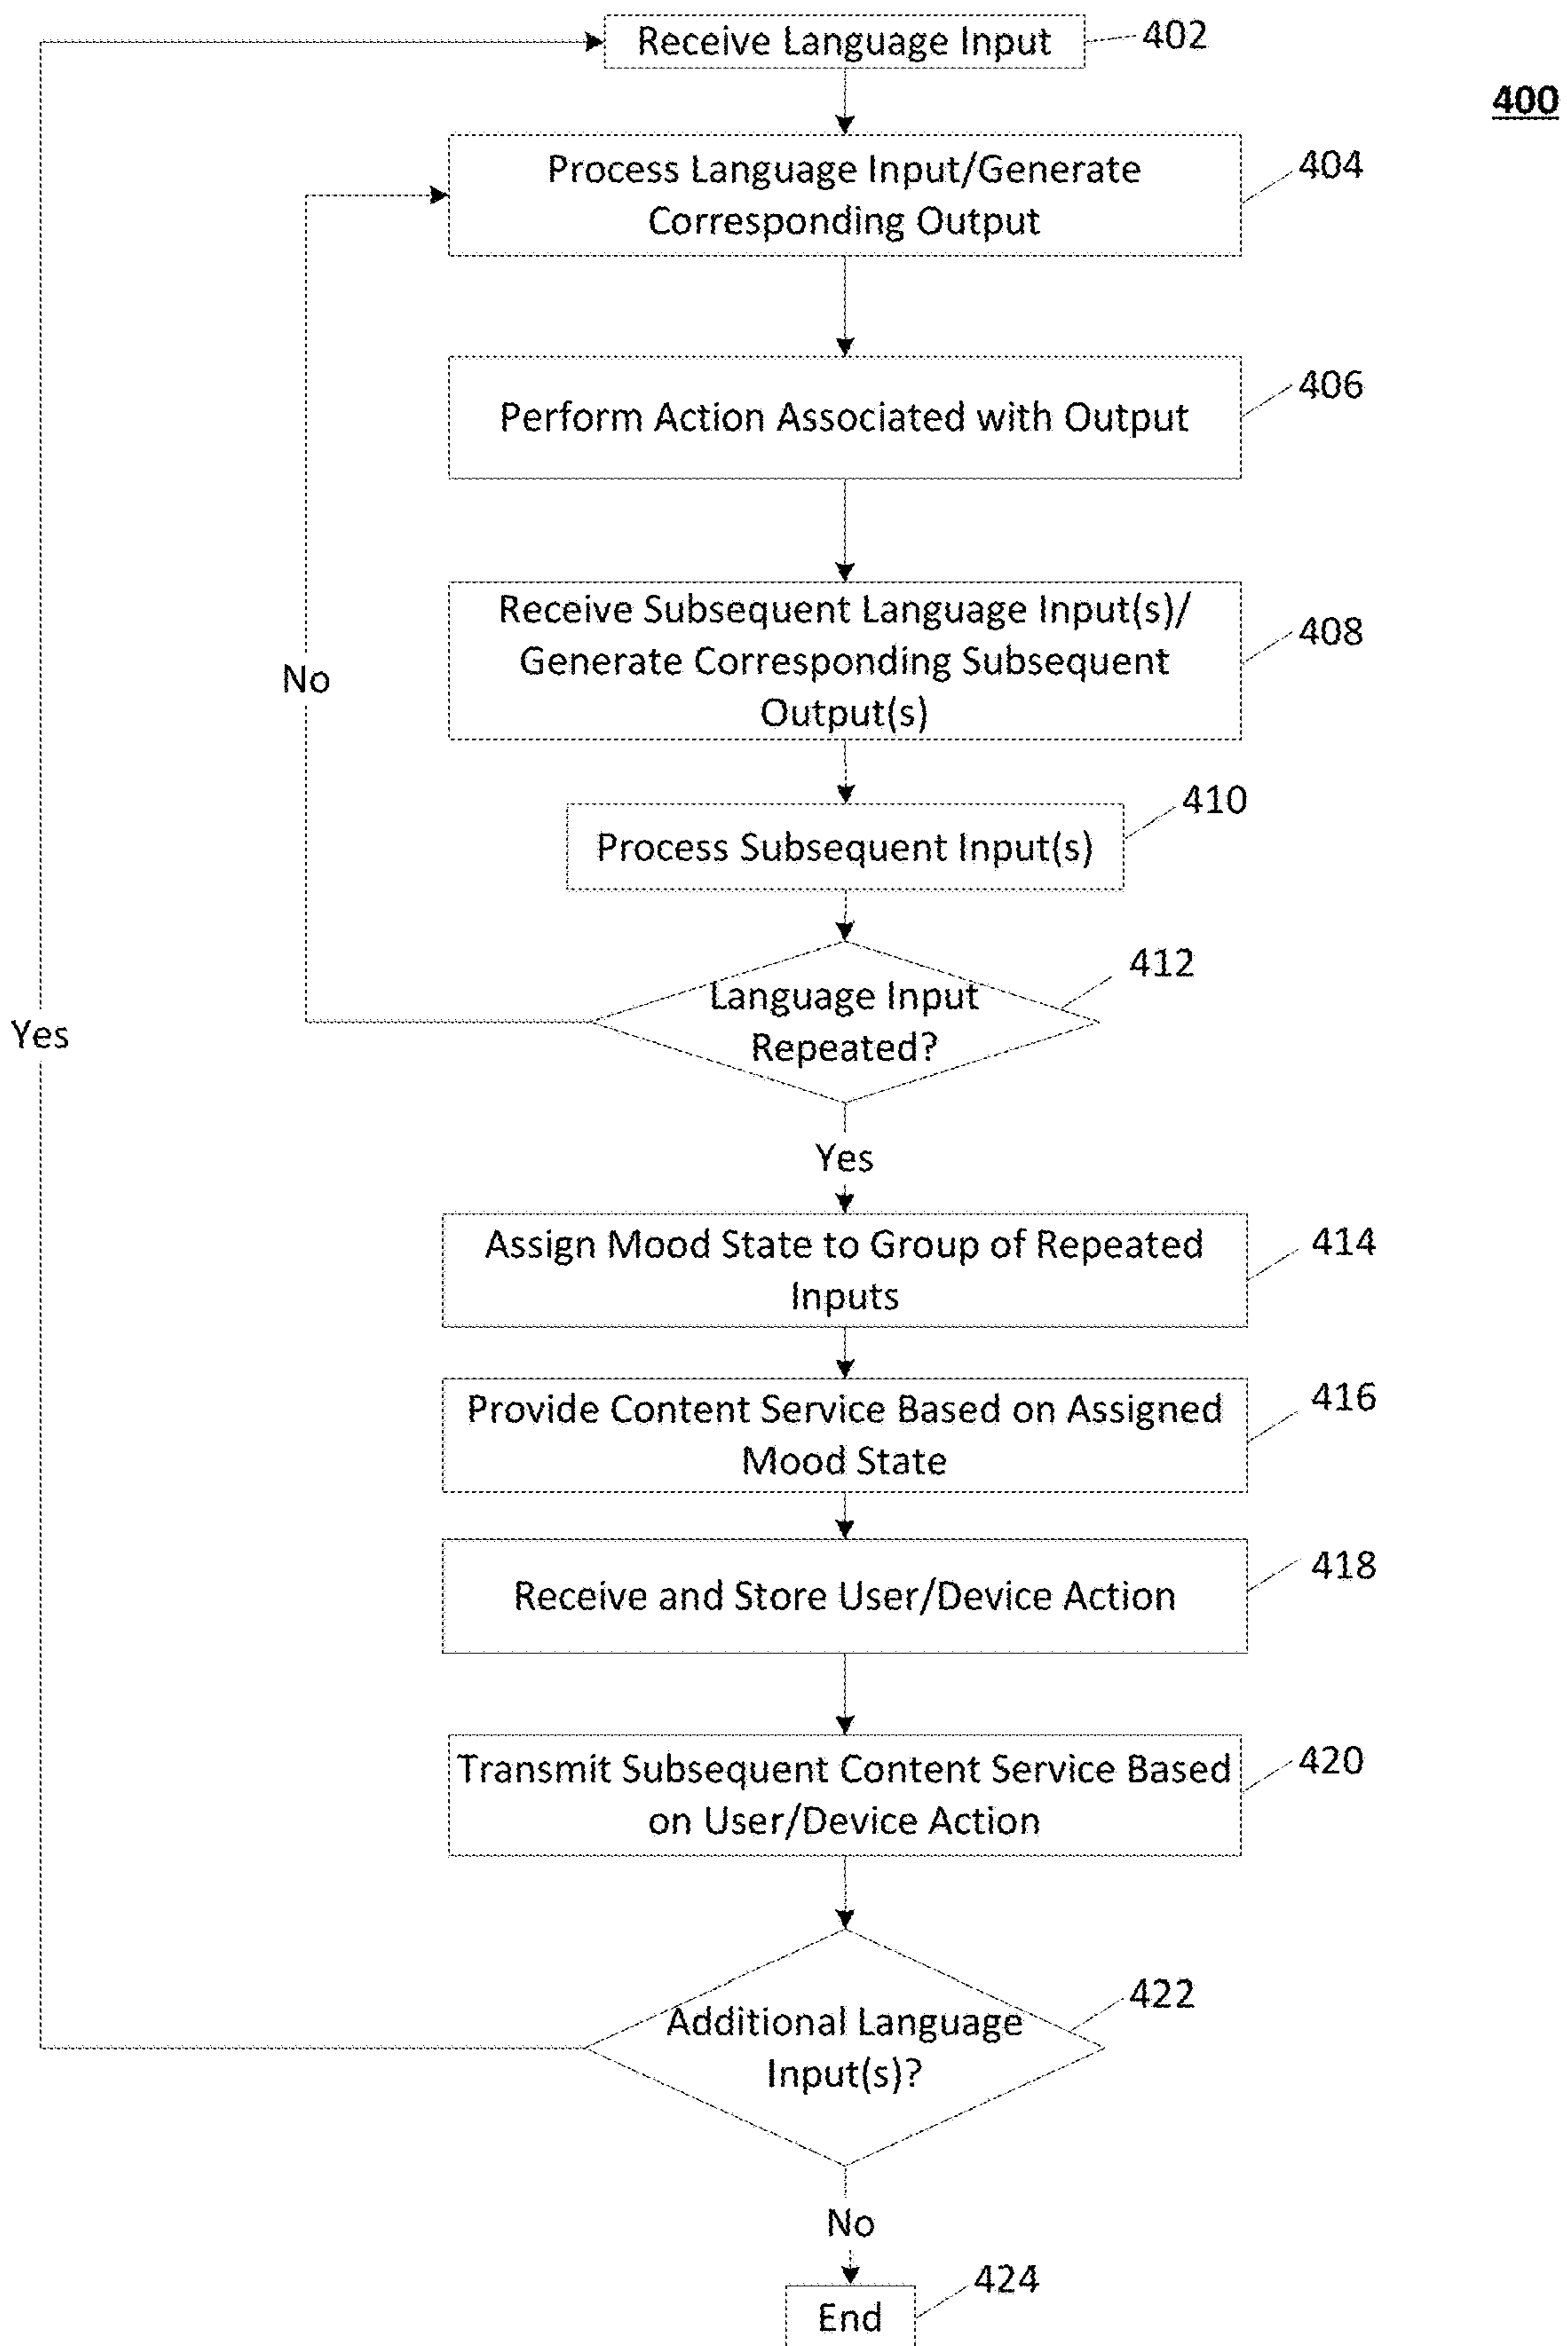 Receive Language Input
402
400
Process Language Input/Generate
Corresponding Output
404
Perform Action Associated with Output
406
Receive Subsequent Language Input(s)/
Generate Corresponding Subsequent
Output(s)
408
No
Process Subsequent Input(s)
410
Language Input
Repeated?
412
Yes
Yes
Assign Mood State to Group of Repeated
Inputs
414
Provide Content Service Based on Assigned
Mood State
416
Receive and Store User/Device Action
418
Transmit Subsequent Content Service Based
on User/Device Action
420
Additional Language
Input(s)?
422
No
End
424